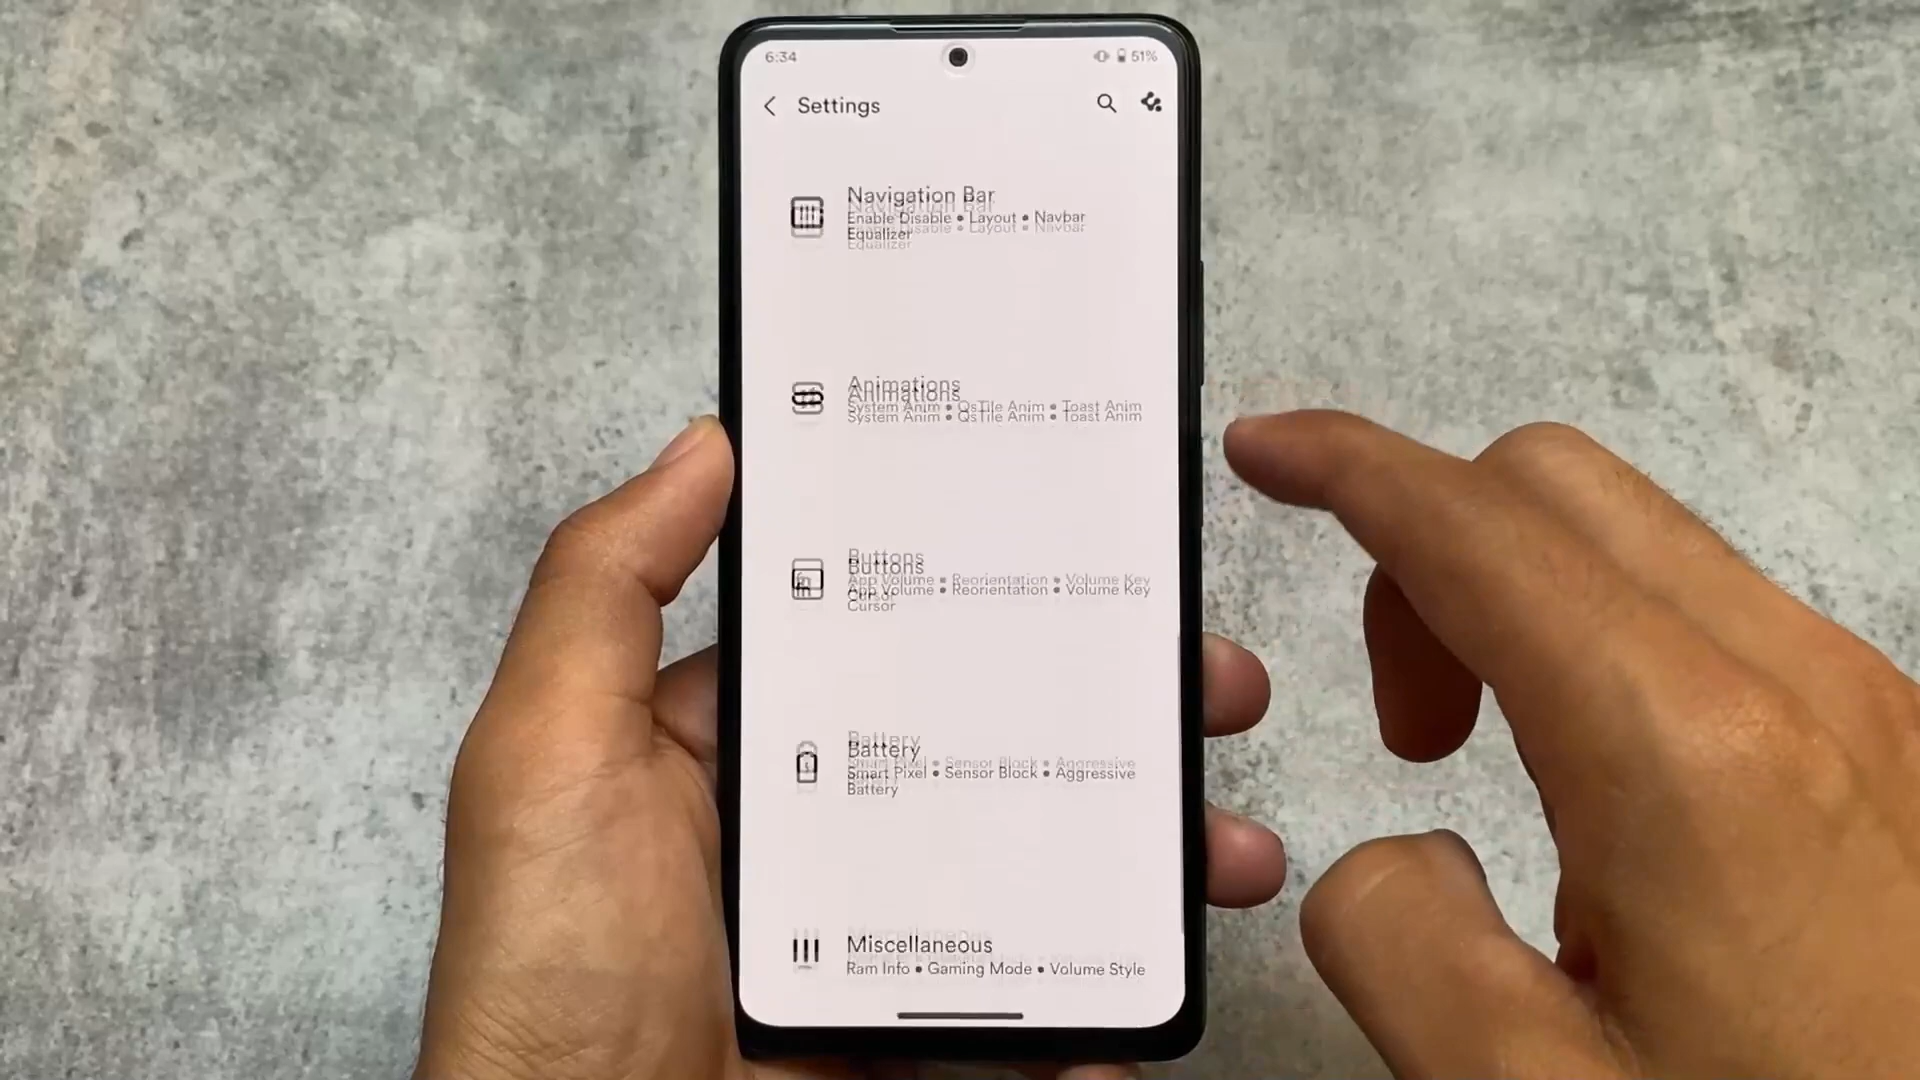 6:34
51%
Settings
Navigation Bar
Enable Disable • Layout • Navbar
Equalizer
Animations
System Anim • QsTile Anim • Toast Anim
Buttons
App Volume • Reorientation • Volume Key
Cursor
Battery
Smart Pixel • Sensor Block • Aggressive
Battery
Miscellaneous
Ram Info • Gaming Mode • Volume Style